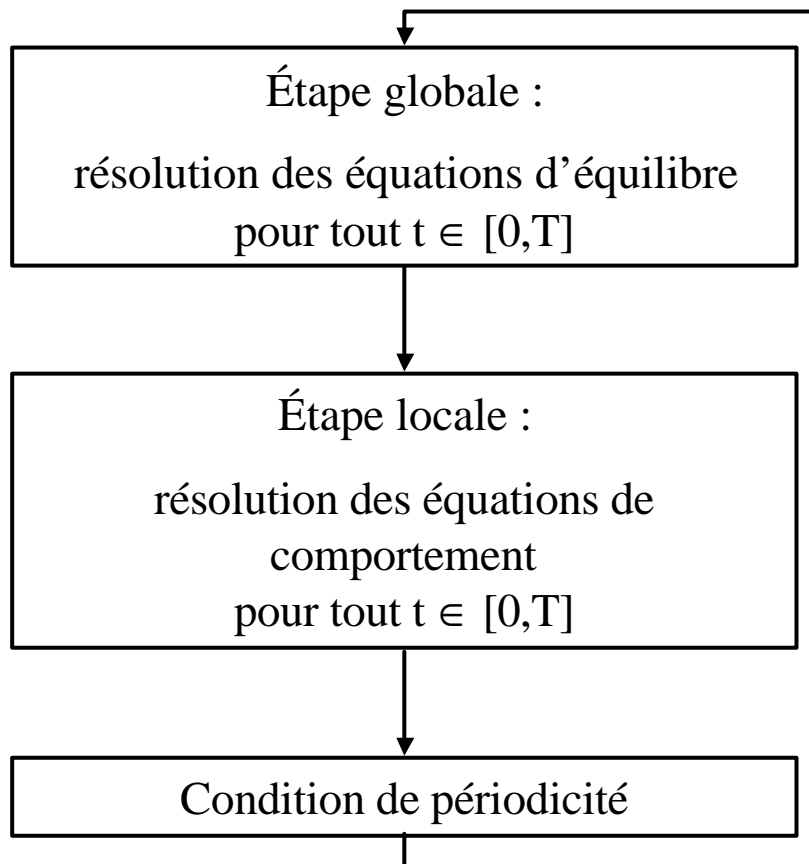 Étape globale :
résolution des équations d’équilibre
pour tout t ∈ [0,T]
Étape locale :
résolution des équations de
comportement
pour tout t ∈ [0,T]
Condition de périodicité